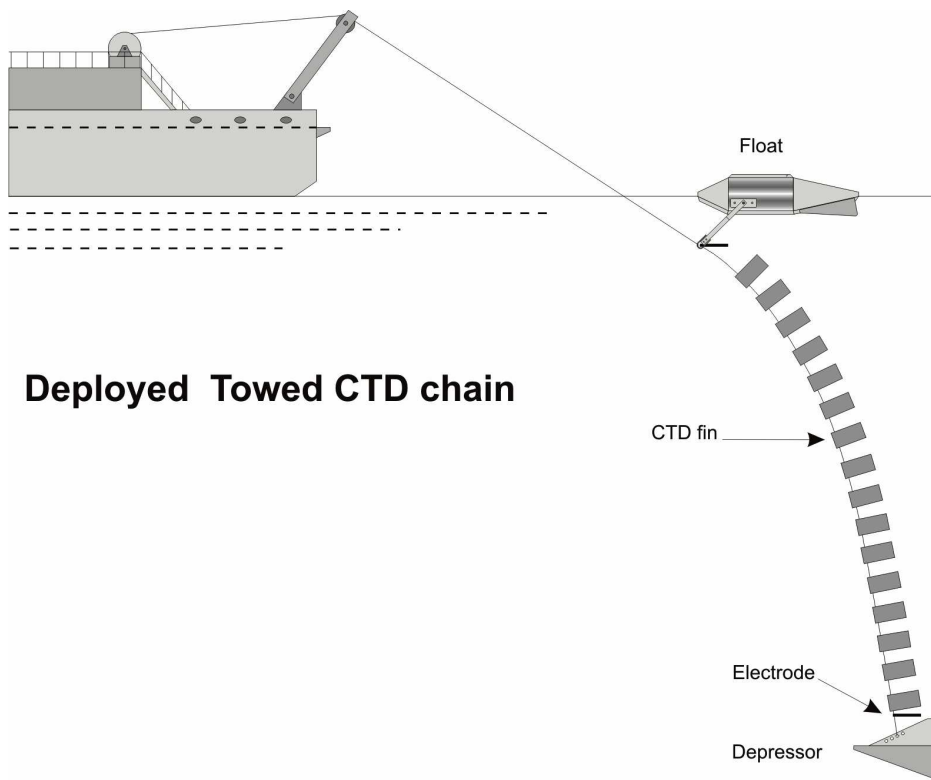 Float
Deployed Towed CTD chain
CTD fin
Electrode
Depressor